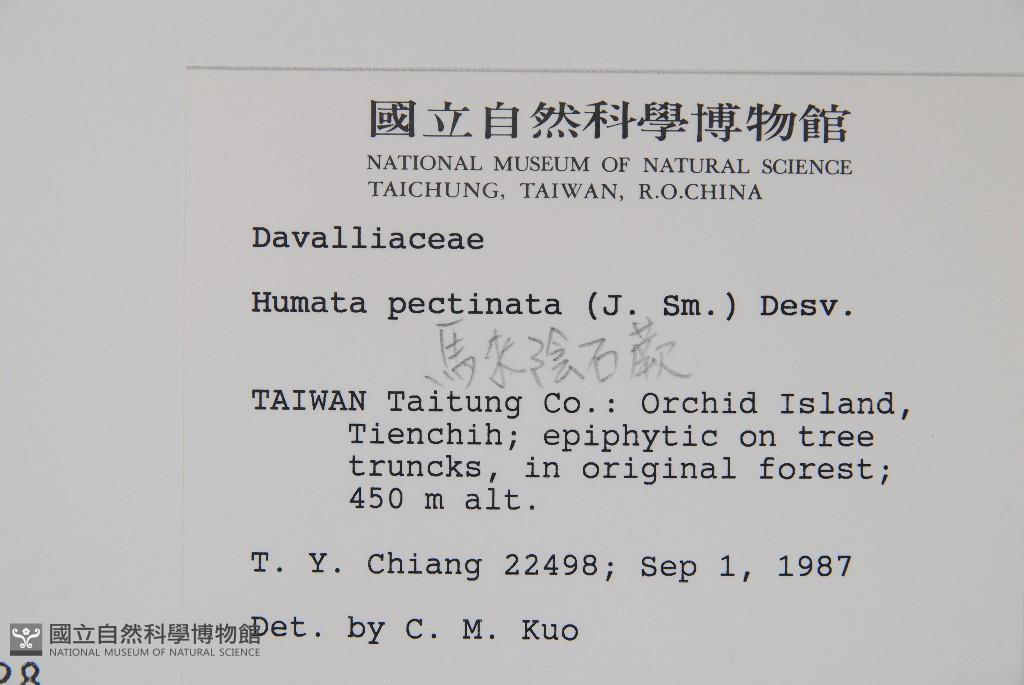 國立自然科學博物館
NATIONAL MUSEUM OF NATURAL SCIENCE
TAICHUNG, TAIWAN, R.O.CHINA
Davalliaceae
Humata pectinata (J. Sm.) Desv.
馬來陰石蕨
TAIWAN Taitung Co.: Orchid Island,
Tienchih; epiphytic on tree
truncks, in original forest;
450 m alt.
T. Y. Chiang 22498; Sep 1, 1987
Det. by C. M. Kuo
國立自然科學博物館
NATIONAL MUSEUM OF NATURAL SCIENCE